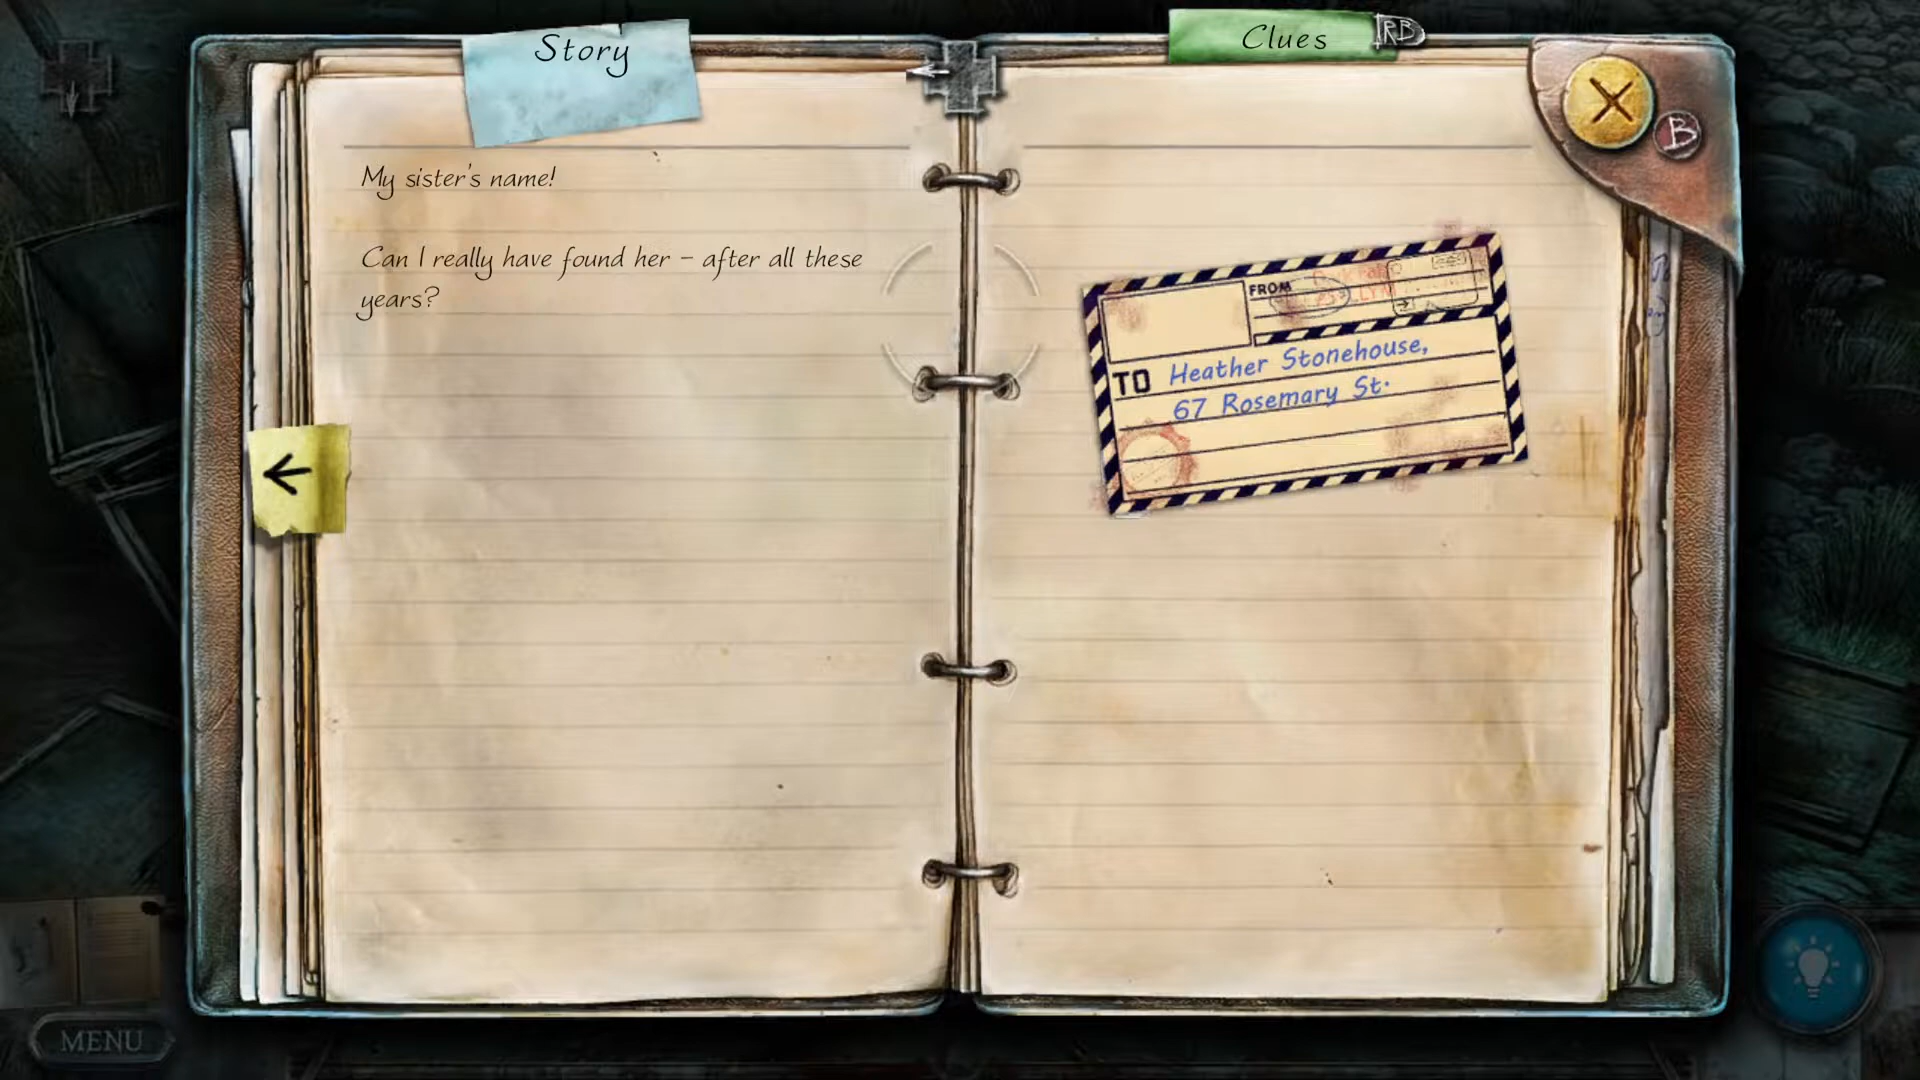 Story
Clues
RB
B
My sister's name!
Can I really have found her – after all these
years?
FROM
TO Heather Stonehouse,
67 Rosemary St.
MENU